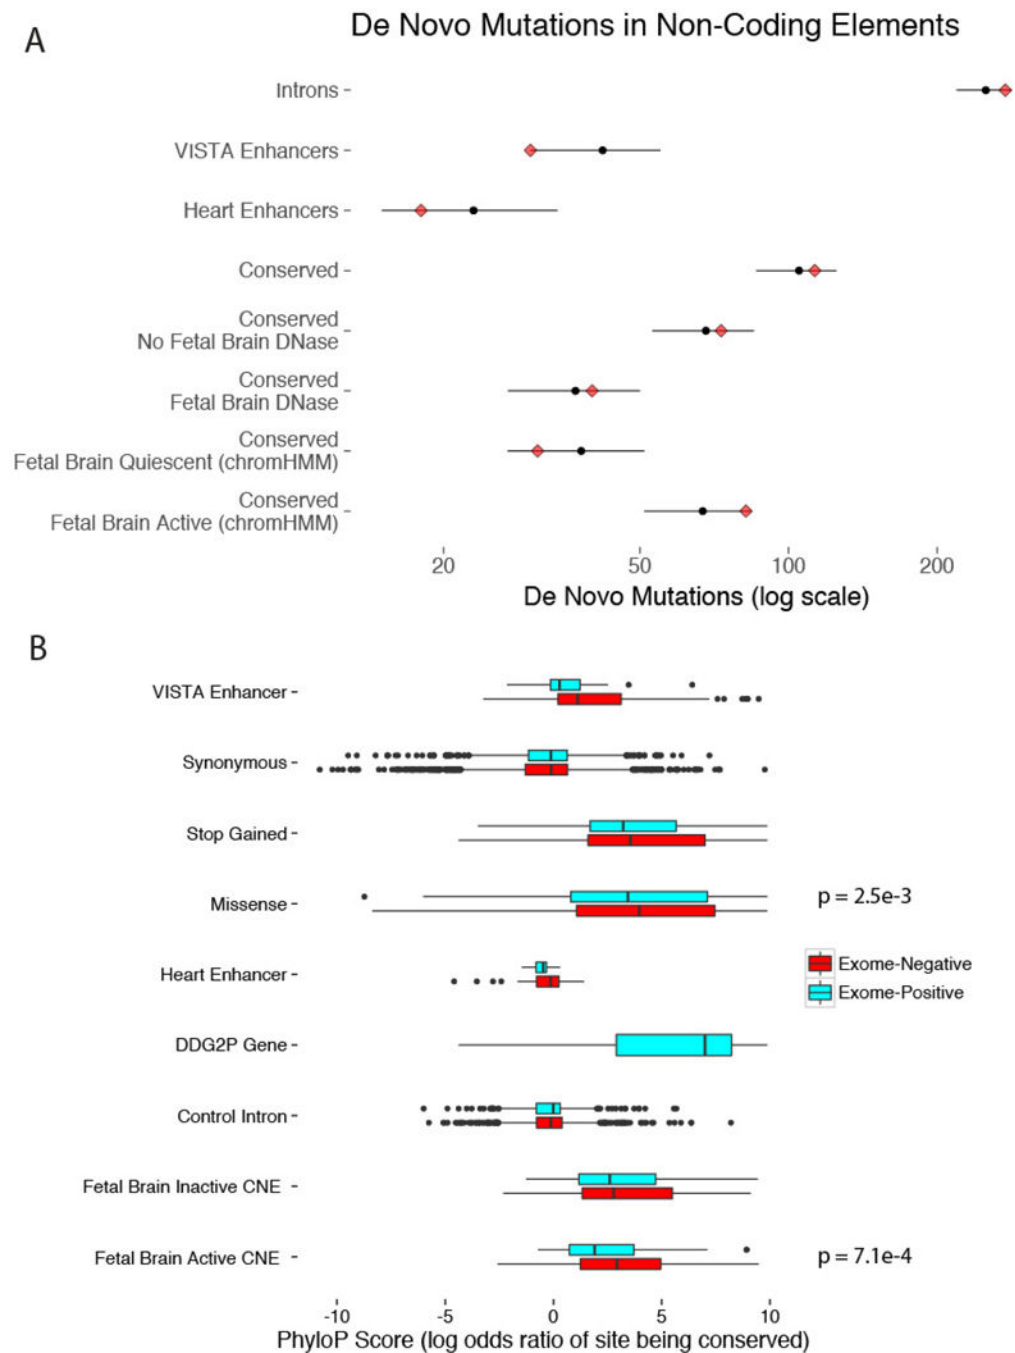 A
De Novo Mutations in Non-Coding Elements
Introns
VISTA Enhancers
Heart Enhancers
Conserved
Conserved
No Fetal Brain DNase
Conserved
Fetal Brain DNase
Conserved
Fetal Brain Quiescent (chromHMM)
Conserved
Fetal Brain Active (chromHMM)
20 50 100 200
De Novo Mutations (log scale)
B
VISTA Enhancer
Synonymous
Stop Gained
Missense
p = 2.5e-3
Heart Enhancer
Exome-Negative
Exome-Positive
DDG2P Gene
Control Intron
Fetal Brain Inactive CNE
Fetal Brain Active CNE
p = 7.1e-4
-10 -5 0 5 10
PhyloP Score (log odds ratio of site being conserved)